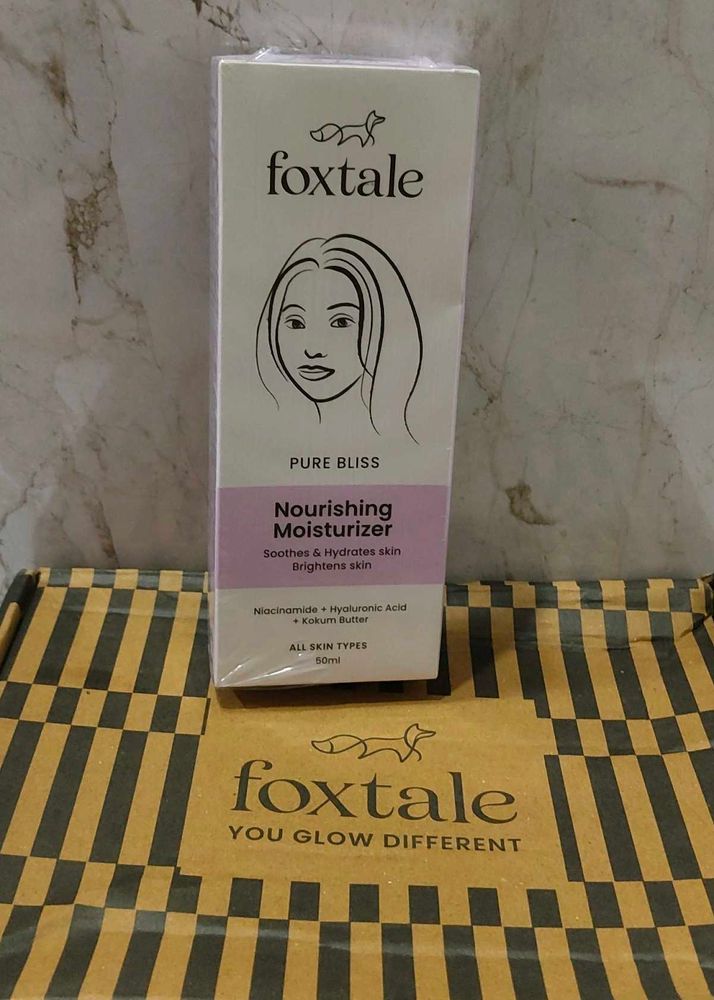 foxtale
PURE BLISS
Nourishing
Moisturizer
Soothes & Hydrates skin
Brightens skin
Niacinamide + Hyaluronic Acid
+ Kokum Butter
ALL SKIN TYPES
50ml
foxtale
YOU GLOW DIFFERENT